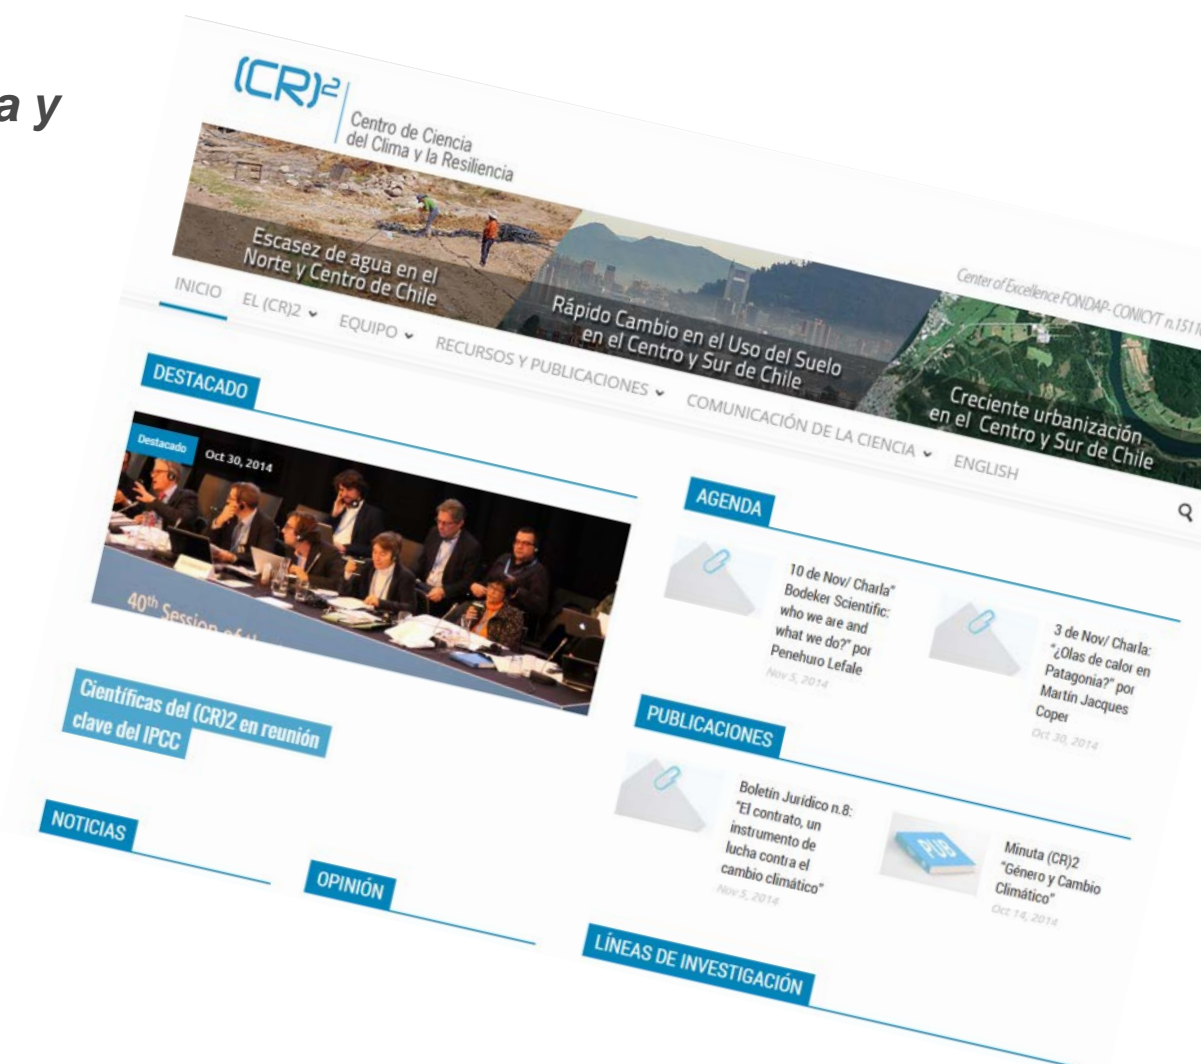 a y
(CR)²
Centro de Ciencia
del Clima y la Resiliencia
Center of Excellence FONDAP- CONICYT
Escasez de agua en el
Norte y Centro de Chile
Rápido Cambio en el Uso del Suelo
en el Centro y Sur de Chile
Creciente urbanización
en el Centro y Sur de Chile
INICIO EL (CR)2 EQUIPO RECURSOS Y PUBLICACIONES COMUNICACIÓN DE LA CIENCIA ENGLISH
DESTACADO
Destacado Oct 30, 2014
40th Session of the
Científicas del (CR)2 en reunión
clave del IPCC
AGENDA
10 de Nov/ Charla"
Bodeker Scientific:
who we are and
what we do?" por
Penehuro Lefale
Nov 5, 2014
3 de Nov/ Charla:
"¿Olas de calor en
Patagonia?" por
Martín Jacques
Coper
Oct 30, 2014
PUBLICACIONES
Boletín Jurídico n.8:
"El contrato, un
instrumento de
lucha contra el
cambio climático"
Nov 5, 2014
PUB
Minuta (CR)2
"Género y Cambio
Climático"
Oct 14, 2014
NOTICIAS
OPINIÓN
LÍNEAS DE INVESTIGACIÓN